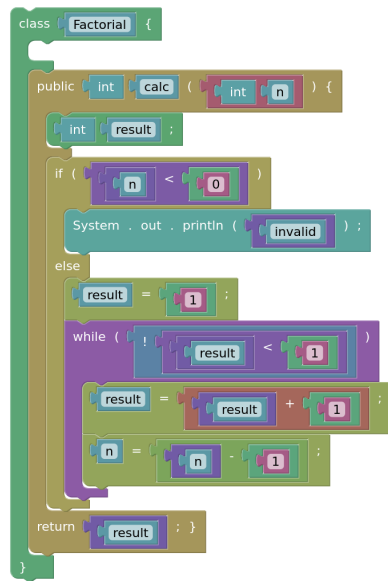 class Factorial {
public int calc ( int n ) {
int result ;
if ( n < 0 )
System . out . println ( invalid ) ;
else
result = 1 ;
while ( ! result < 1 )
result = result + 1 ;
n = n - 1 ;
return result ; }
}